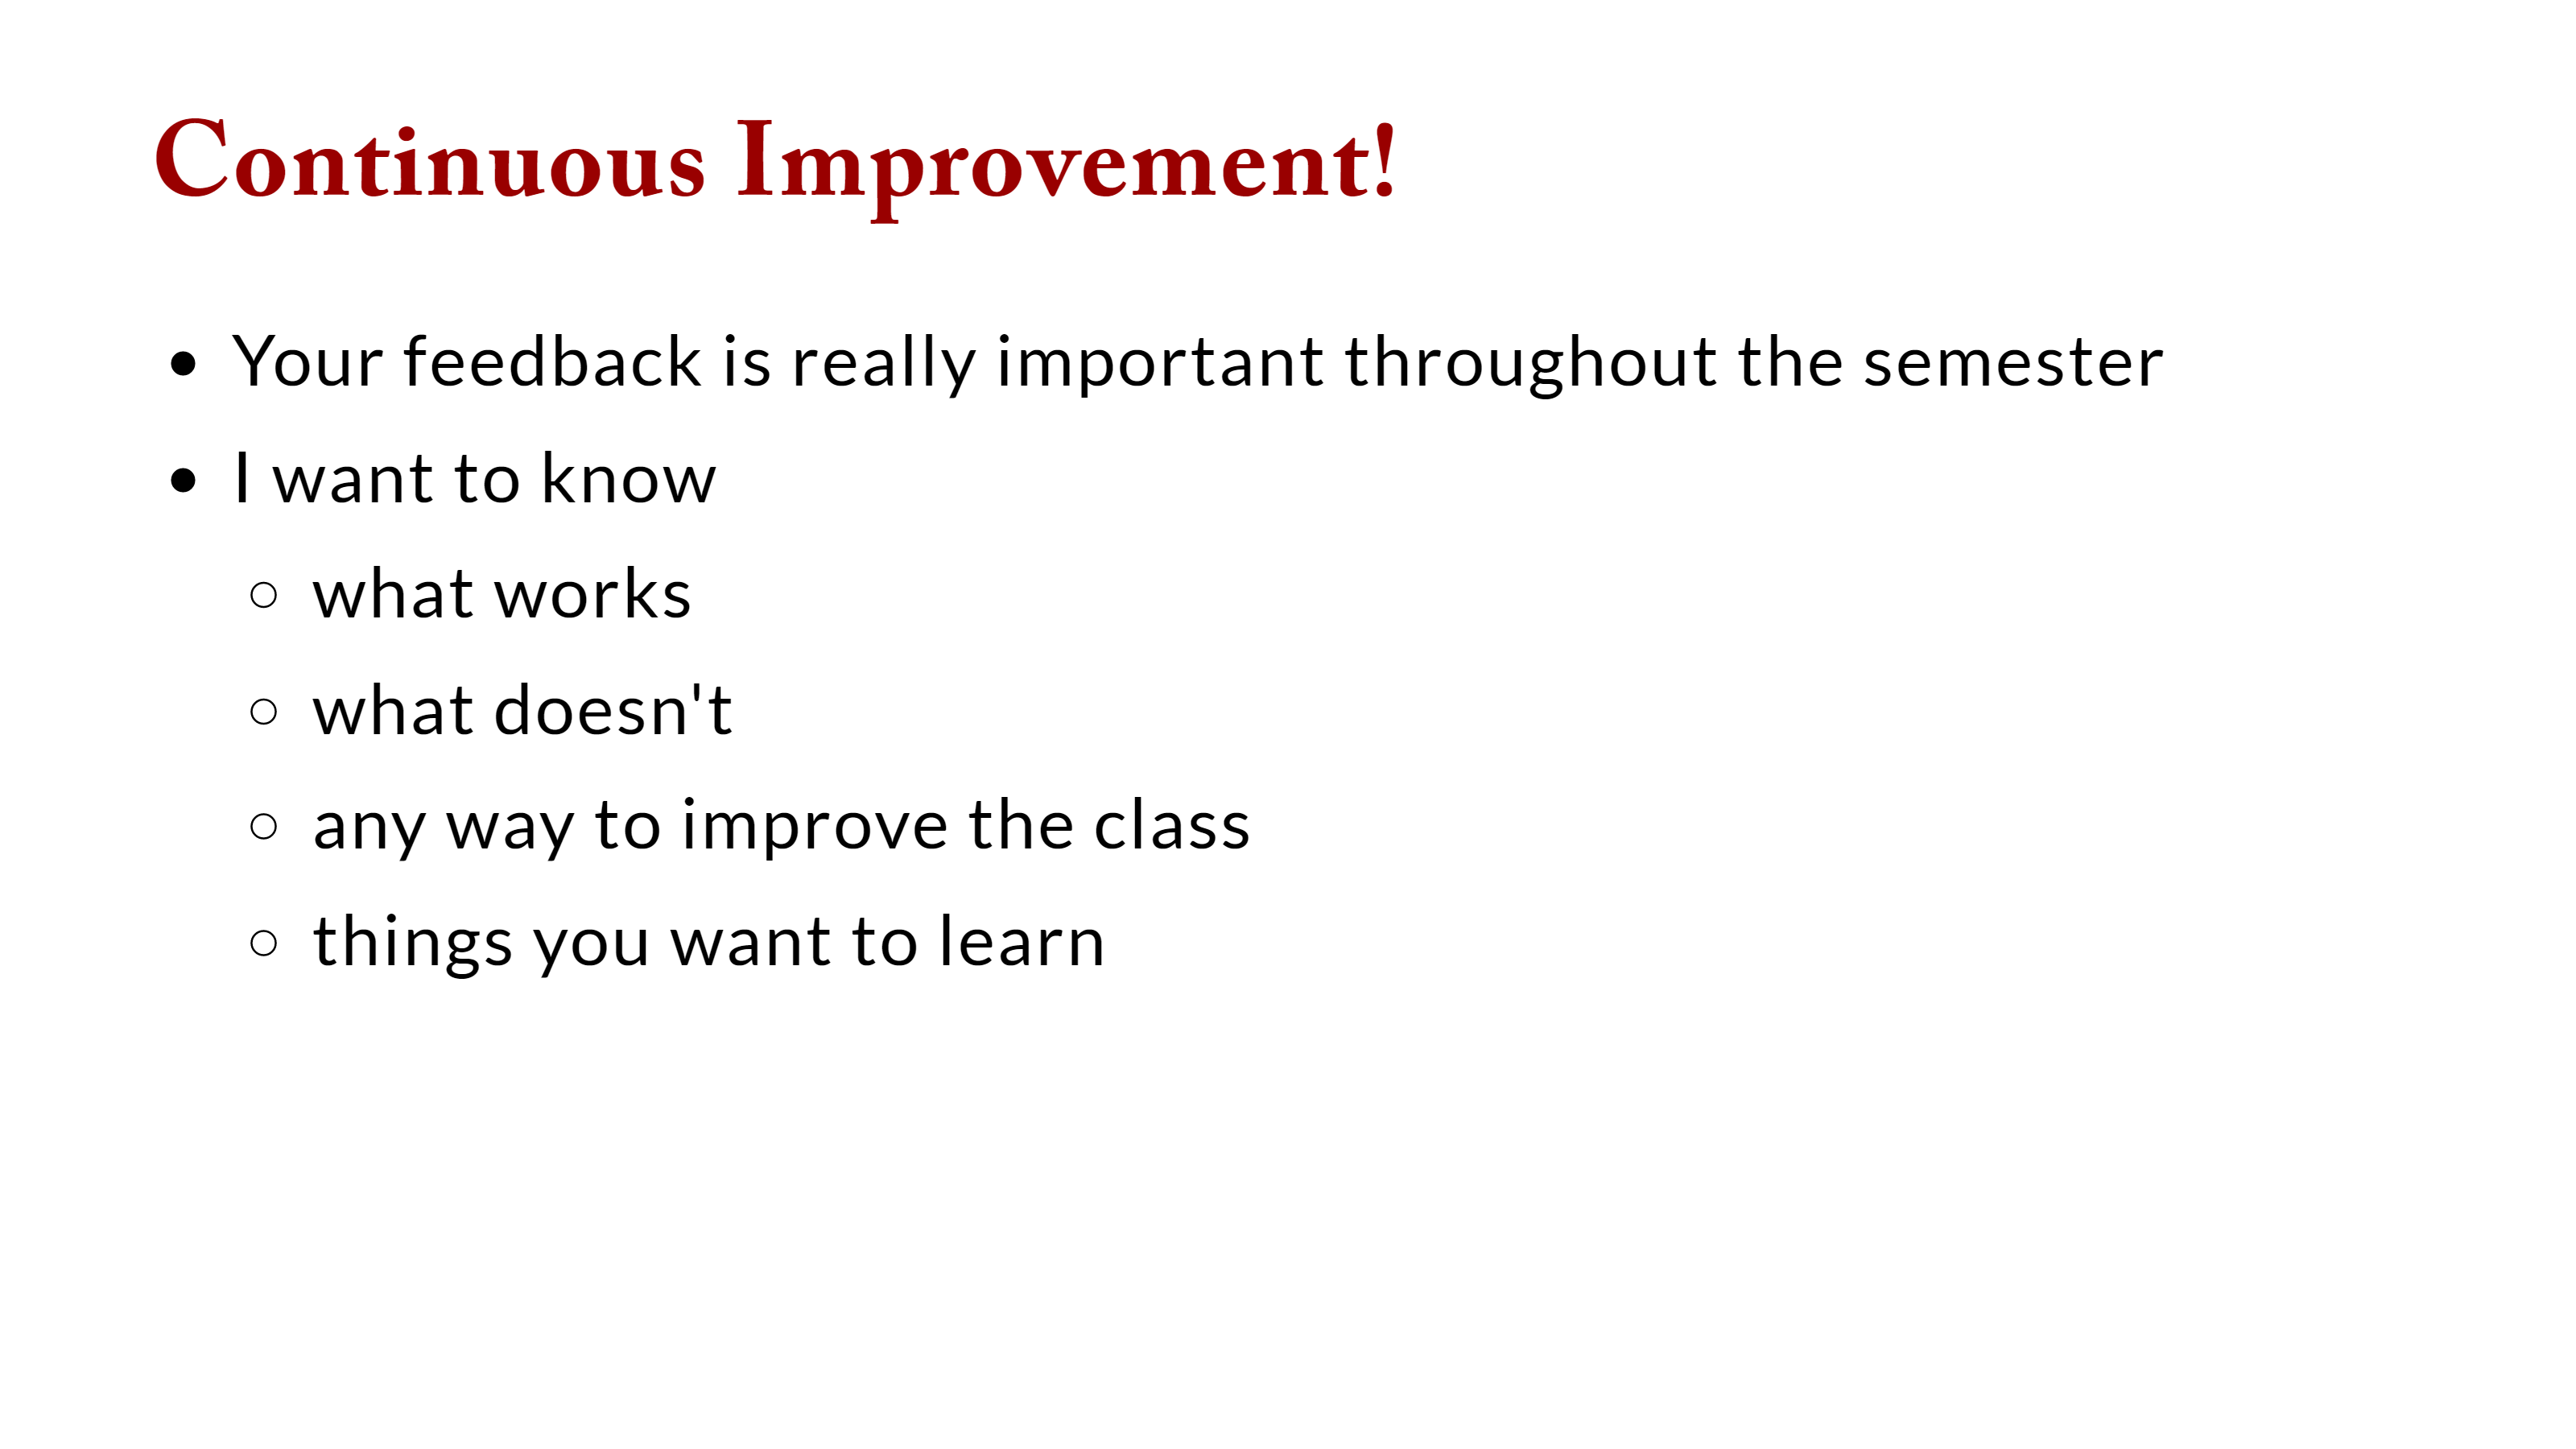 Continuous Improvement!
• Your feedback is really important throughout the semester
• I want to know
○ what works
○ what doesn't
○ any way to improve the class
○ things you want to learn